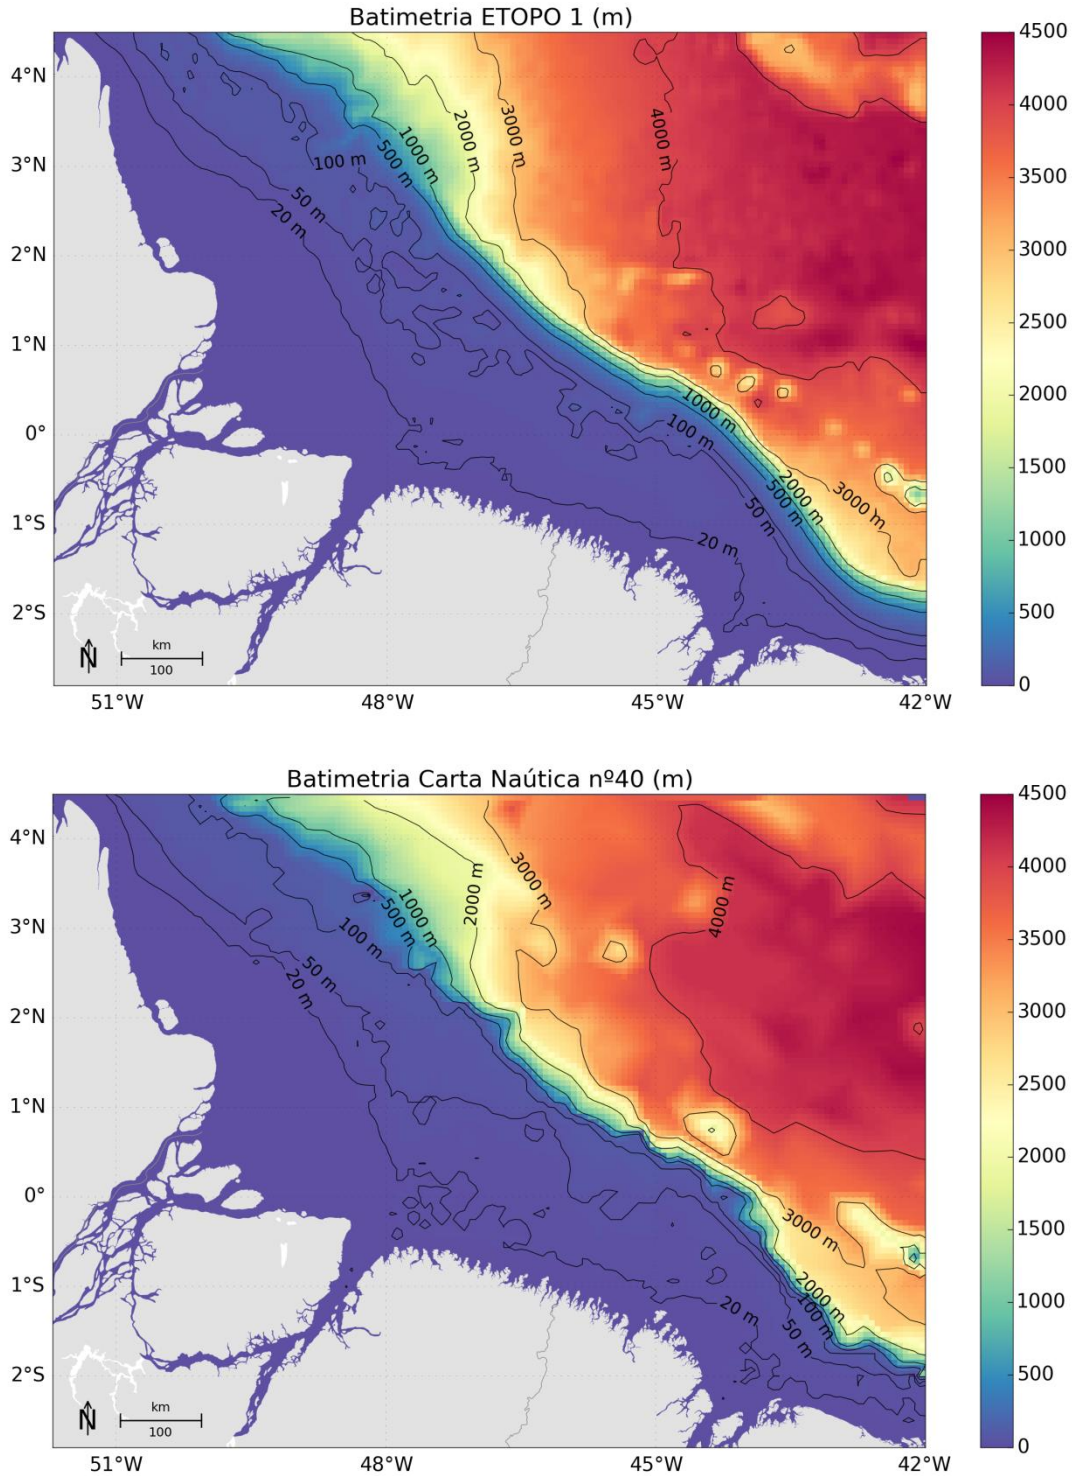 Batimetria ETOPO 1 (m)
4°N
3°N
2°N
1°N
0°
1°S
2°S
51°W
48°W
45°W
42°W
100 m
50 m
20 m
500 m
1000 m
2000 m
3000 m
4000 m
1000 m
100 m
2000 m
500 m
50 m
3000 m
20 m
N
km
100
4500
4000
3500
3000
2500
2000
1500
1000
500
0
Batimetria Carta Naútica nº40 (m)
4°N
3°N
2°N
1°N
0°
1°S
2°S
51°W
48°W
45°W
42°W
100 m
50 m
20 m
500 m
1000 m
2000 m
3000 m
4000 m
3000 m
2000 m
100 m
50 m
20 m
N
km
100
4500
4000
3500
3000
2500
2000
1500
1000
500
0